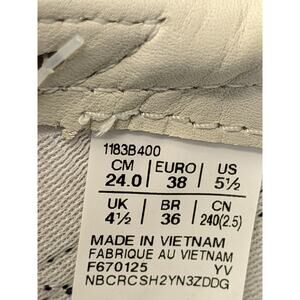 1183B400
CM EURO US
24.0 38 5½
UK BR CN
4½ 36 240(2.5)
MADE IN VIETNAM
FABRIQUE AU VIETNAM
F670125 YV
NBCRCSH2YN3ZDDG